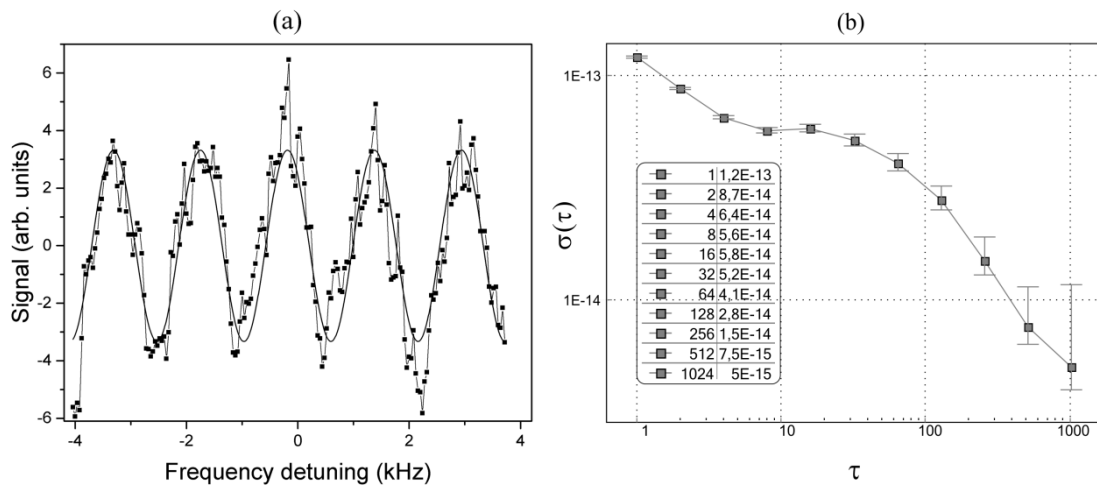 (a)
6
4
2
0
-2
-4
-6
-4
-2
0
2
4
Signal (arb. units)
Frequency detuning (kHz)
(b)
1E-13
1E-14
1 1,2E-13
2 8,7E-14
4 6,4E-14
8 5,6E-14
16 5,8E-14
32 5,2E-14
64 4,1E-14
128 2,8E-14
256 1,5E-14
512 7,5E-15
1024 5E-15
1
10
100
1000
σ(τ)
τ